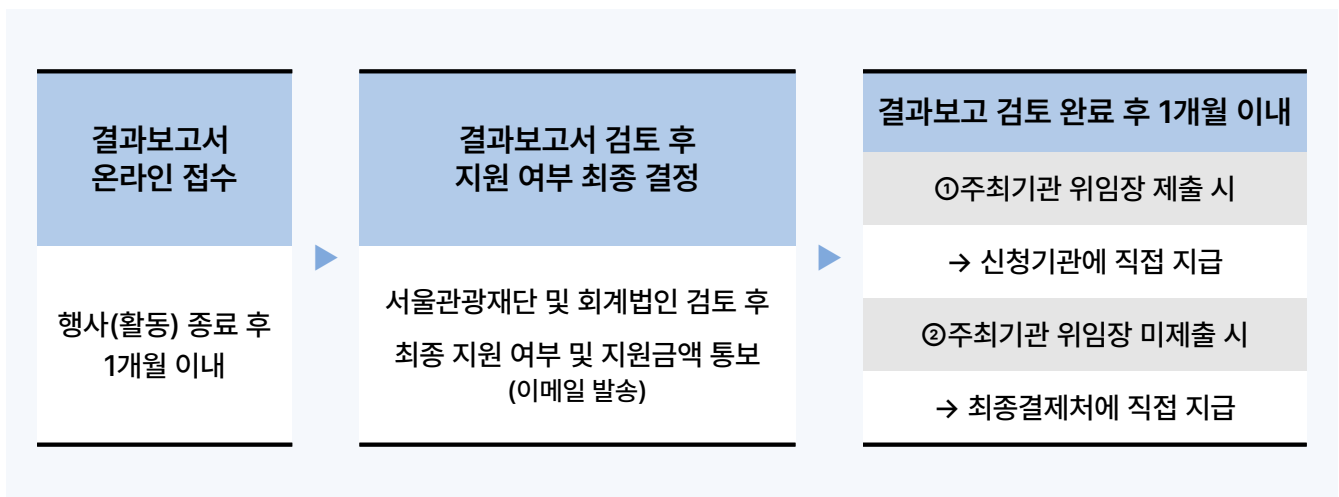 결과보고서
온라인 접수
행사(활동) 종료 후
1개월 이내
결과보고서 검토 후
지원 여부 최종 결정
서울관광재단 및 회계법인 검토 후
최종 지원 여부 및 지원금액 통보
(이메일 발송)
결과보고 검토 완료 후 1개월 이내
①주최기관 위임장 제출 시
→ 신청기관에 직접 지급
②주최기관 위임장 미제출 시
→ 최종결제처에 직접 지급